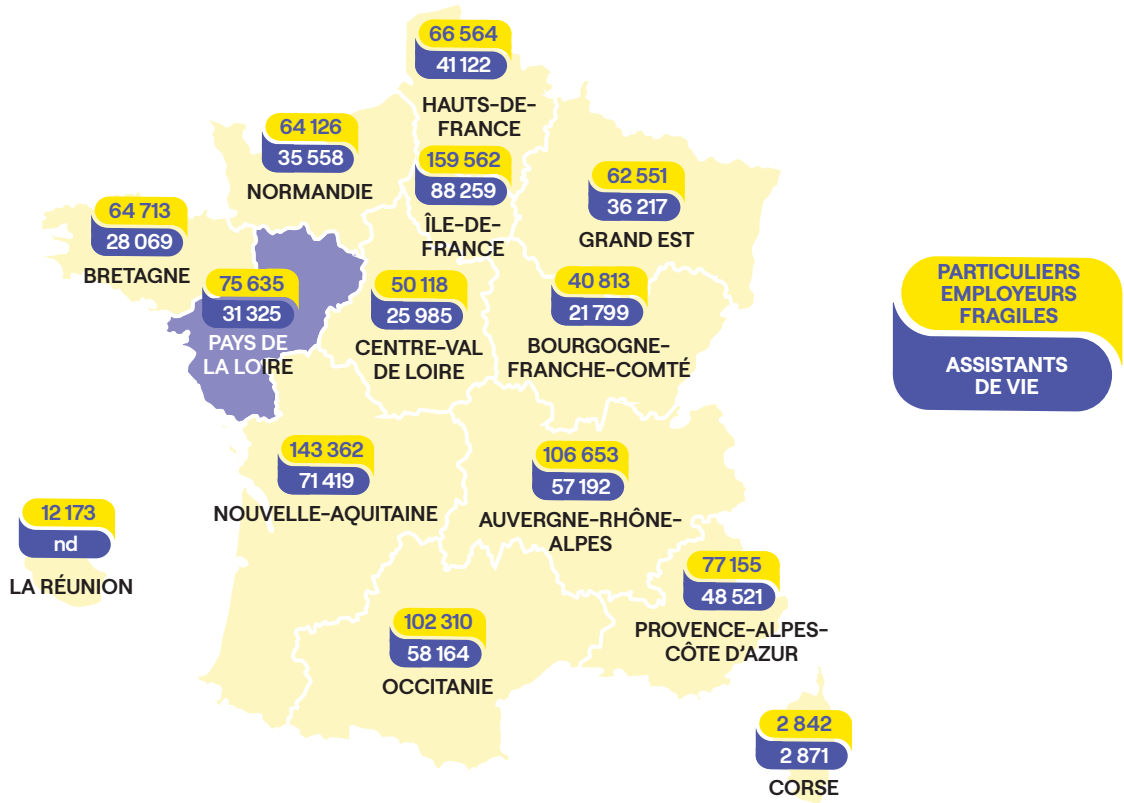 66 564
41 122
HAUTS-DE-
FRANCE
64 126
35 558
NORMANDIE
159 562
88 259
ÎLE-DE-
FRANCE
62 551
36 217
GRAND EST
64 713
28 069
BRETAGNE
75 635
31 325
PAYS DE
LA LOIRE
50 118
25 985
CENTRE-VAL
DE LOIRE
40 813
21 799
BOURGOGNE-
FRANCHE-COMTÉ
PARTICULIERS
EMPLOYEURS
FRAGILES
ASSISTANTS
DE VIE
143 362
71 419
NOUVELLE-AQUITAINE
106 653
57 192
AUVERGNE-RHÔNE-
ALPES
12 173
nd
LA RÉUNION
77 155
48 521
PROVENCE-ALPES-
CÔTE D'AZUR
102 310
58 164
OCCITANIE
2 842
2 871
CORSE